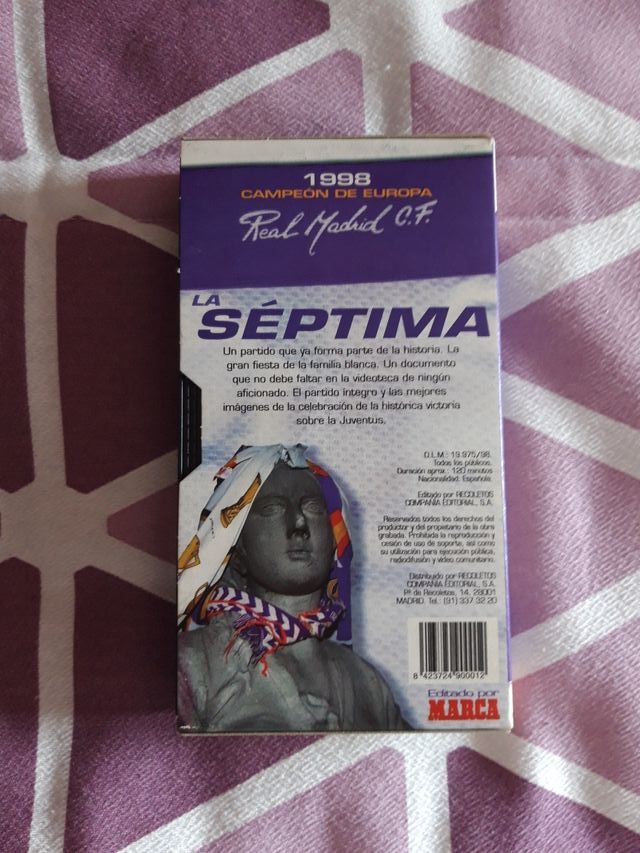 1998
CAMPEÓN DE EUROPA
Real Madrid C.F.
LA
SÉPTIMA
Un partido que ya forma parte de la historia. La
gran fiesta de la familia blanca. Un documento
que no debe faltar en la videoteca de ningún
aficionado. El partido íntegro y las mejores
imágenes de la celebración de la histórica victoria
sobre la Juventus.
D.L.M.: 19.975/98.
Todos los públicos.
Duración aprox.: 120 minutos
Nacionalidad: Española.
Editado por RECOLETOS
COMPAÑIA EDITORIAL, S.A.
Reservados todos los derechos del
productor y del propietario de la obra
grabada. Prohibida la reproducción y
cesión de uso de soporte, así como
su utilización para ejecución pública,
radiodifusión y video comunitario.
Distribuido por RECOLETOS
COMPAÑIA EDITORIAL, S.A.
Pº de Recoletos, 14. 28001
MADRID. Tel.: (91) 337 32 20
8 423724 900012
Editado por
MARCA